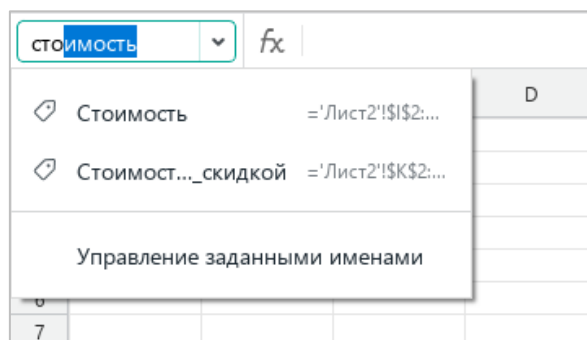 стоимость
fx
D
Стоимость ='Лист2'!$I$2:...
Стоимост..._скидкой ='Лист2'!$K$2:...
Управление заданными именами
6
7